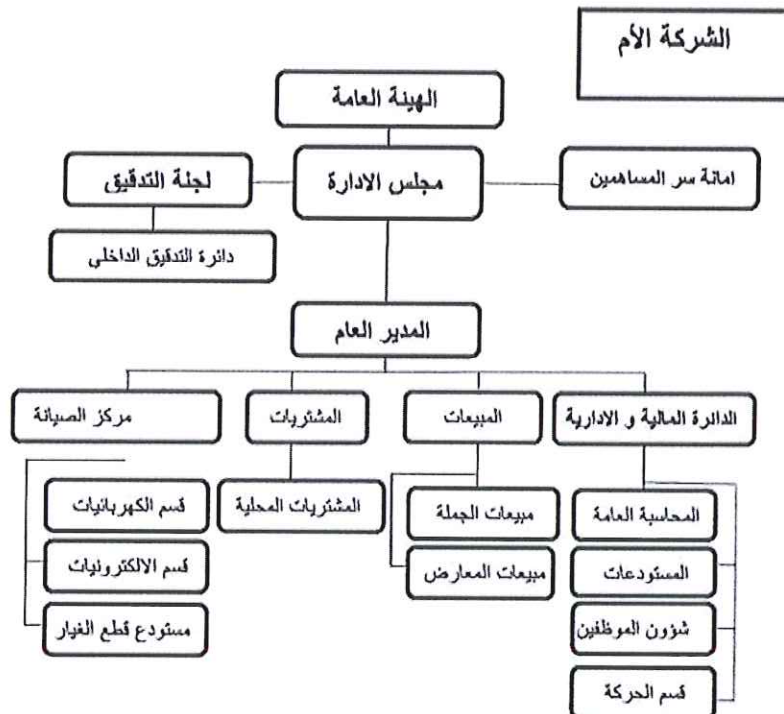 الشركة الأم
الهيئة العامة
امانة سر المساهمين
مجلس الادارة
لجنة التدقيق
دائرة التدقيق الداخلي
المدير العام
الدائرة المالية و الادارية
المبيعات
المشتريات
مركز الصيانة
المحاسبة العامة
المستودعات
شؤون الموظفين
قسم الحركة
مبيعات الجملة
مبيعات المعارض
المشتريات المحلية
قسم الكهربائيات
قسم الالكترونيات
مستودع قطع الغيار